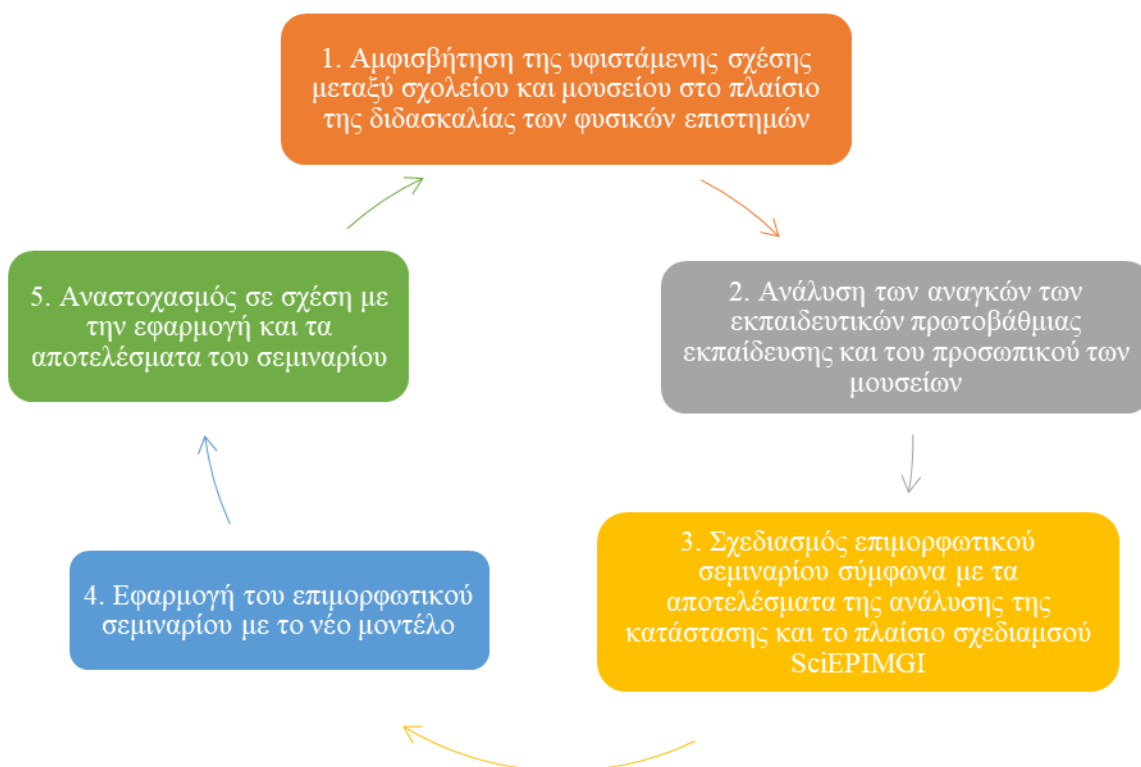 1. Αμφισβήτηση της υφιστάμενης σχέσης
μεταξύ σχολείου και μουσείου στο πλαίσιο
της διδασκαλίας των φυσικών επιστημών
2. Ανάλυση των αναγκών των
εκπαιδευτικών πρωτοβάθμιας
εκπαίδευσης και του προσωπικού των
μουσείων
3. Σχεδιασμός επιμορφωτικού
σεμιναρίου σύμφωνα με τα
αποτελέσματα της ανάλυσης της
κατάστασης και το πλαίσιο σχεδιαμσού
SciEPIMGI
4. Εφαρμογή του επιμορφωτικού
σεμιναρίου με το νέο μοντέλο
5. Αναστοχασμός σε σχέση με
την εφαρμογή και τα
αποτελέσματα του σεμιναρίου